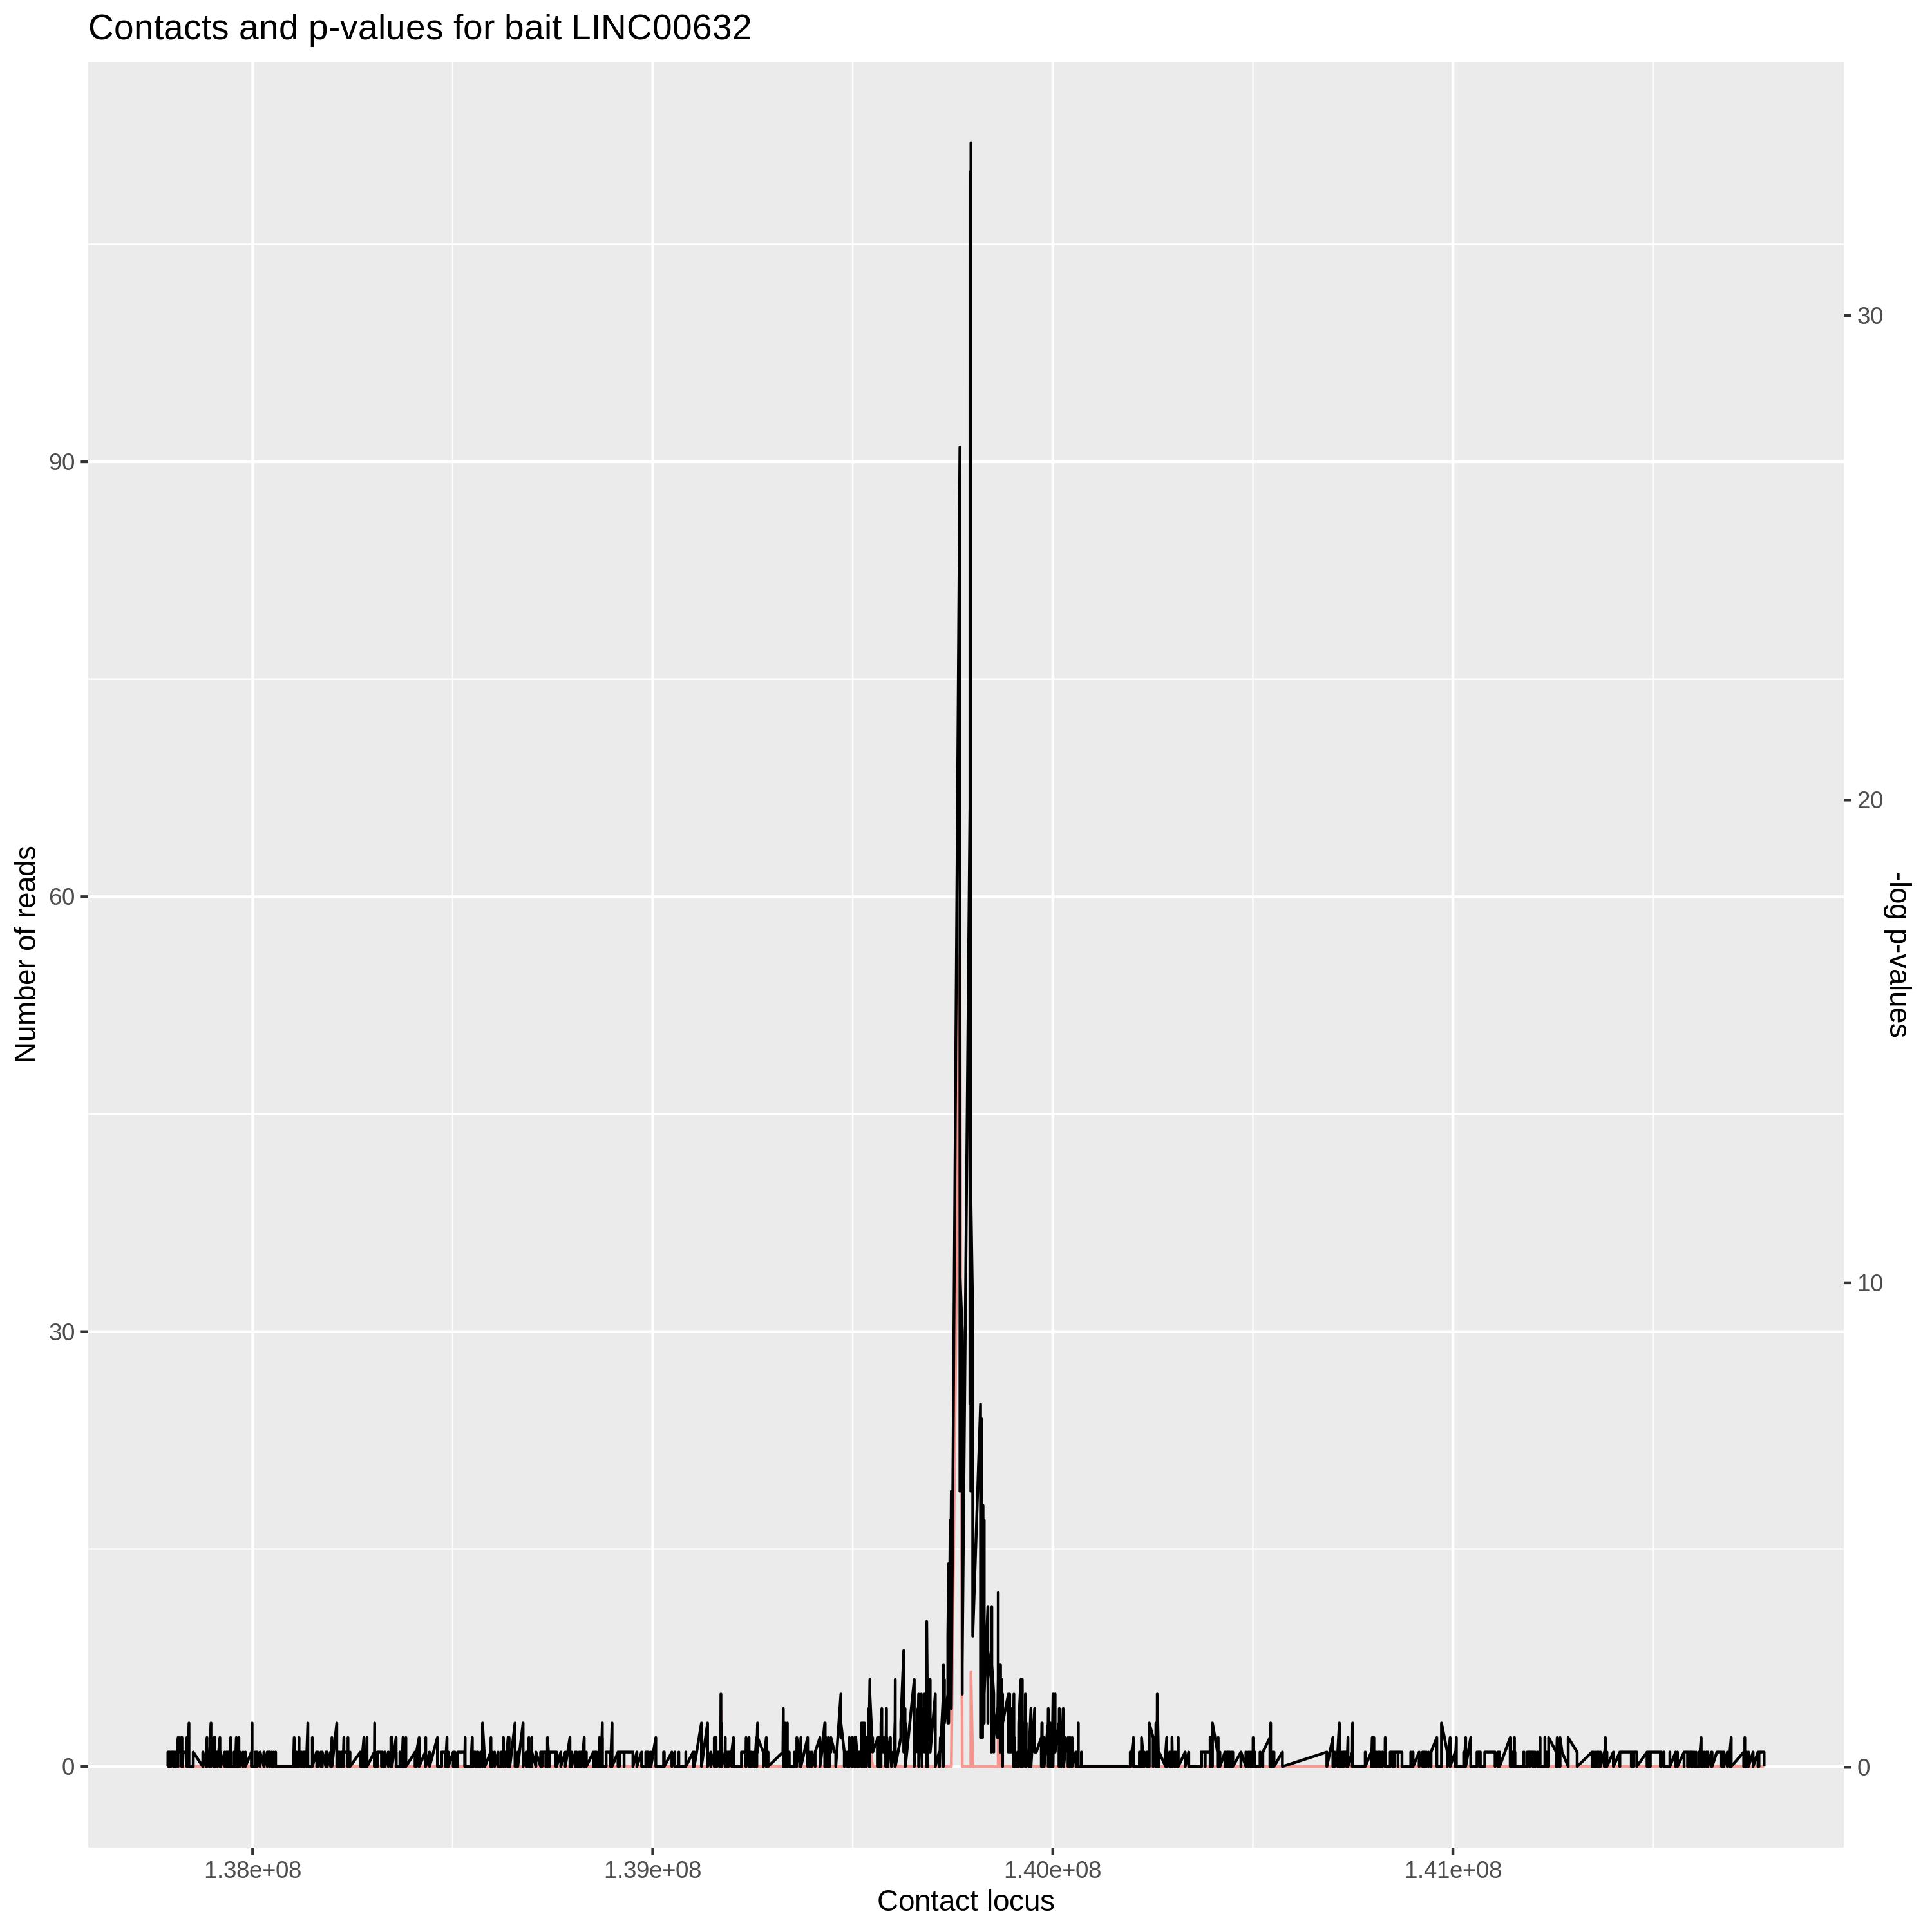 Contacts and p-values for bait LINC00632
90
60
30
0
Number of reads
30
20
10
0
-log p-values
1.38e+08 1.39e+08 1.40e+08 1.41e+08
Contact locus